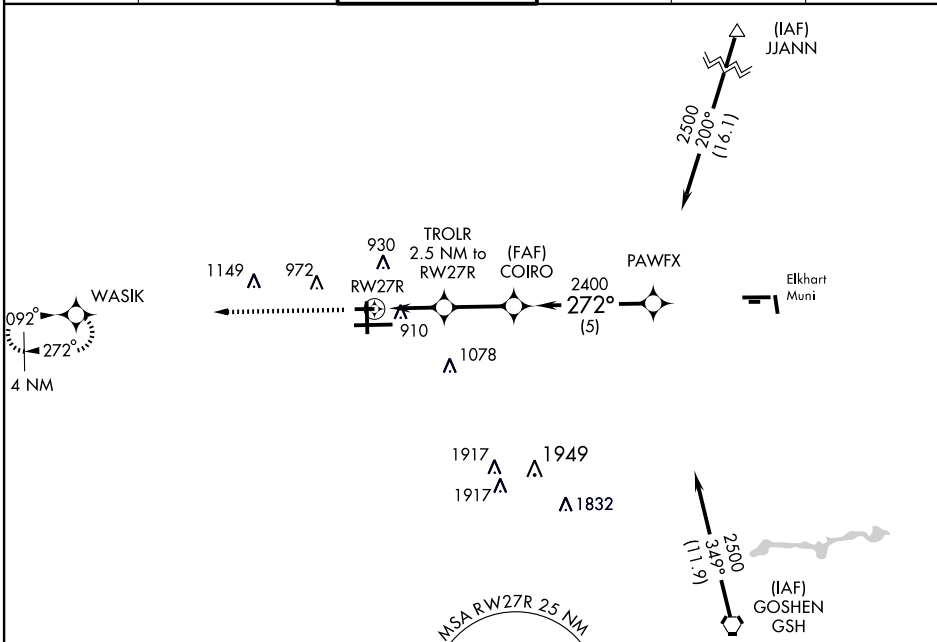 (IAF)
JJANN
2500
200°
(16.1)
930
TROLR
2.5 NM to
RW27R
(FAF)
COIRO
PAWFX
1149
972
RW27R
2400
272°
(5)
Elkhart
Muni
WASIK
092°
272°
4 NM
910
1078
1917
1949
1917
1832
2500
349°
(11.9)
(IAF)
GOSHEN
GSH
MSA RW27R 25 NM